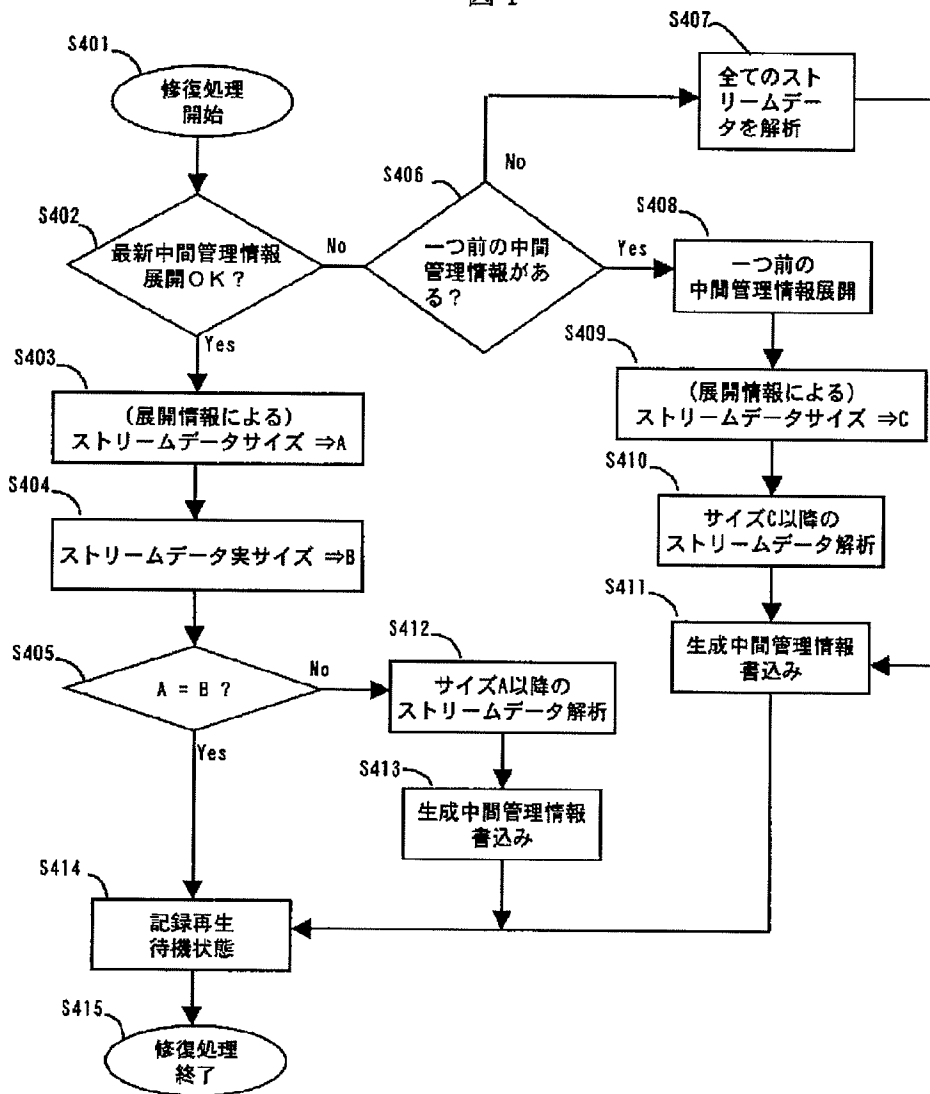 図4
S401
修復処理
開始
S402
最新中間管理情報
展開OK?
No
Yes
S403
(展開情報による)
ストリームデータサイズ ⇒A
S404
ストリームデータ実サイズ ⇒B
S405
A = B ?
No
Yes
S406
一つ前の中間
管理情報があ
る?
No
Yes
S407
全てのスト
リームデー
タを解析
S408
一つ前の
中間管理情報展開
S409
(展開情報による)
ストリームデータサイズ ⇒C
S410
サイズC以降の
ストリームデータ解析
S411
生成中間管理情報
書込み
S412
サイズA以降の
ストリームデータ解析
S413
生成中間管理情報
書込み
S414
記録再生
待機状態
S415
修復処理
終了